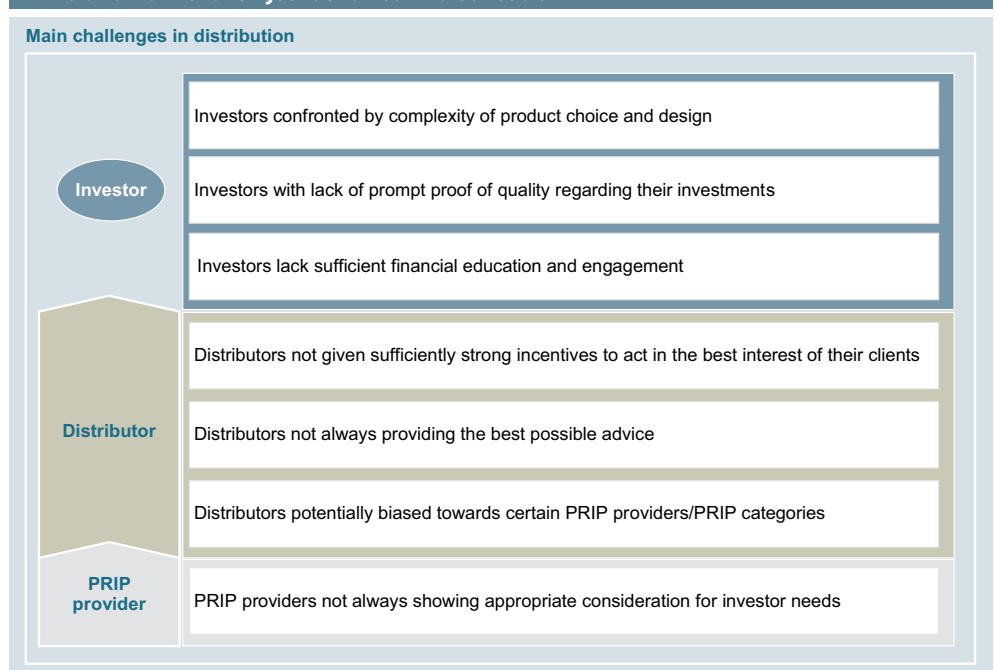 Main challenges in distribution
Investor
Investors confronted by complexity of product choice and design
Investors with lack of prompt proof of quality regarding their investments
Investors lack sufficient financial education and engagement
Distributor
Distributors not given sufficiently strong incentives to act in the best interest of their clients
Distributors not always providing the best possible advice
Distributors potentially biased towards certain PRIP providers/PRIP categories
PRIP
provider
PRIP providers not always showing appropriate consideration for investor needs